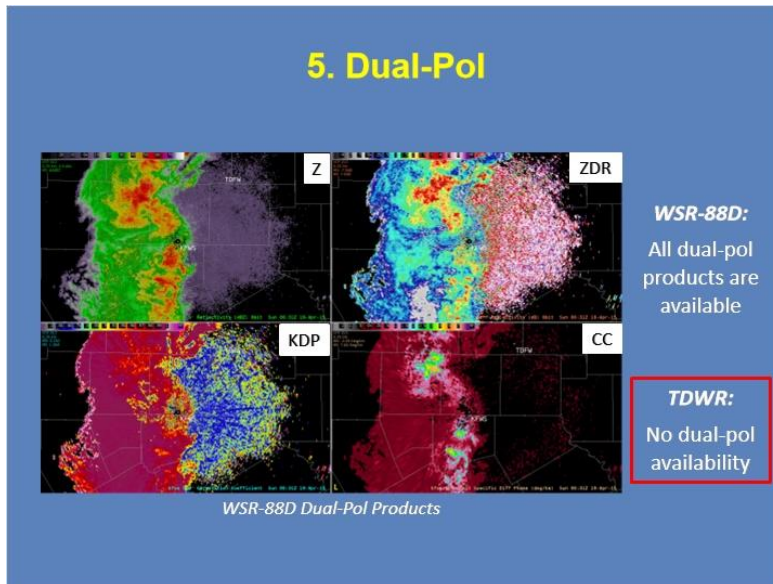 5. Dual-Pol
Z
ZDR
TDFW
WSR-88D:
All dual-pol
products are
available
KDP
CC
TDFW
TDWR:
No dual-pol
availability
WSR-88D Dual-Pol Products